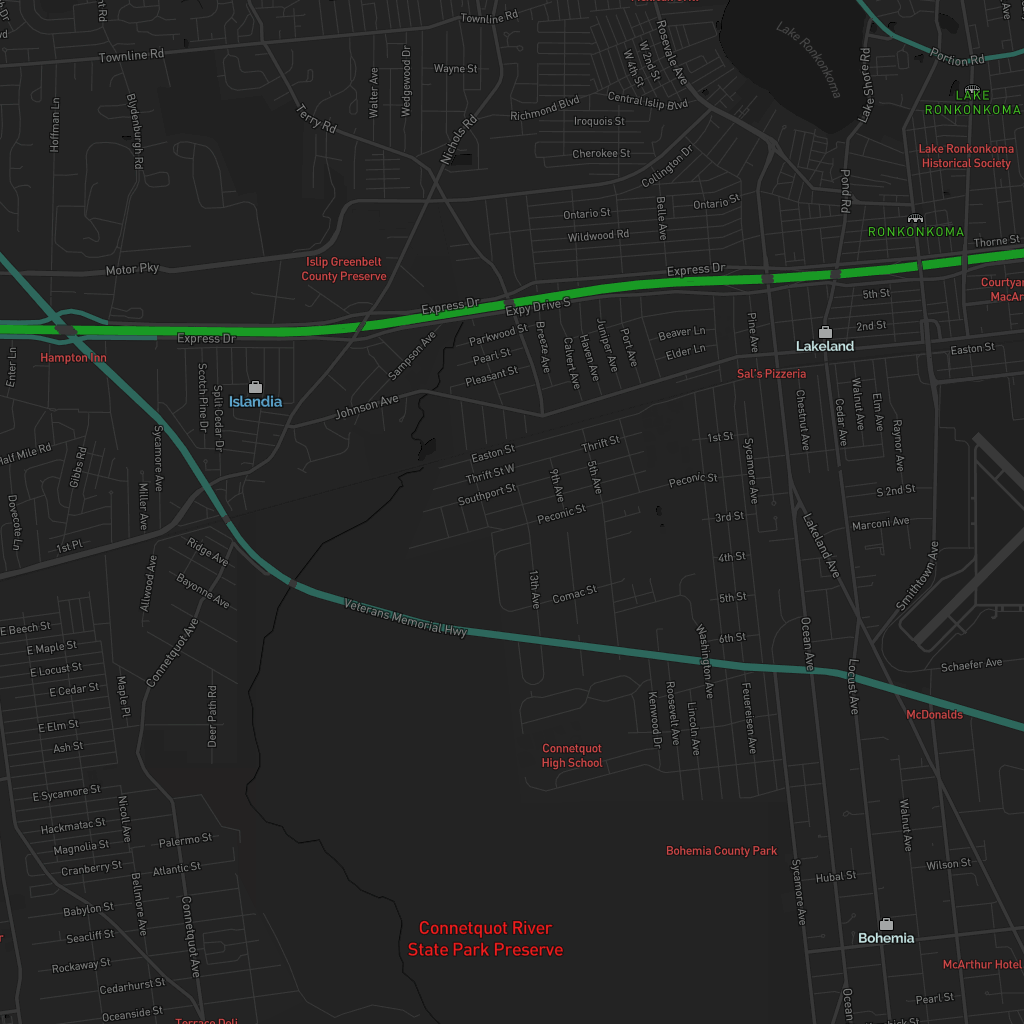 Townline Rd
Townline Rd
Wayne St
Walter Ave
Wedgewood Dr
W 4th St
W 2nd St
Rosevale Ave
Lake Ronkonkoma
Lake Shore Rd
Portion Rd
LAKE
RONKONKOMA
Hoffman Ln
Blydenburgh Rd
Terry Rd
Nichols Rd
Richmond Blvd
Central Islip Blvd
Iroquois St
Cherokee St
Collington Dr
Lake Ronkonkoma
Historical Society
Pond Rd
Ontario St
Ontario St
Belle Ave
Wildwood Rd
RONKONKOMA
Thorne St
Motor Pky
Islip Greenbelt
County Preserve
Express Dr
Express Dr
Expy Drive S
5th St
2nd St
Express Dr
Hampton Inn
Enter Ln
Scotch Pine Dr
Split Cedar Dr
Islandia
Sampson Ave
Parkwood St
Pearl St
Pleasant St
Breeze Ave
Calvert Ave
Haven Ave
Juniper Ave
Port Ave
Beaver Ln
Elder Ln
Pine Ave
Lakeland
Sal's Pizzeria
Easton St
Johnson Ave
Chestnut Ave
Cedar Ave
Walnut Ave
Elm Ave
Raynor Ave
Half Mile Rd
Gibbs Rd
Sycamore Ave
Miller Ave
Dovecote Ln
Easton St
Thrift St
Thrift St W
Southport St
9th Ave
5th Ave
Peconic St
Peconic St
1st St
Sycamore Ave
S 2nd St
3rd St
Marconi Ave
Lakeland Ave
Smithtown Ave
1st Pl
Ridge Ave
Bayonne Ave
Allwood Ave
Connetquot Ave
4th St
5th St
6th St
13th Ave
Comac St
Veterans Memorial Hwy
Washington Ave
Ocean Ave
Locust Ave
Schaefer Ave
McDonalds
E Beech St
E Maple St
E Locust St
E Cedar St
Maple Pl
E Elm St
Ash St
Deer Path Rd
Kenwood Dr
Roosevelt Ave
Lincoln Ave
Feuereisen Ave
Connetquot
High School
E Sycamore St
Nicoll Ave
Hackmatac St
Magnolia St
Cranberry St
Palermo St
Atlantic St
Bellmore Ave
Connetquot Ave
Babylon St
Seacliff St
Rockaway St
Cedarhurst St
Oceanside St
Terrace Deli
Bohemia County Park
Sycamore Ave
Walnut Ave
Hubal St
Wilson St
Connetquot River
State Park Preserve
Bohemia
McArthur Hotel
Pearl St
Ocean